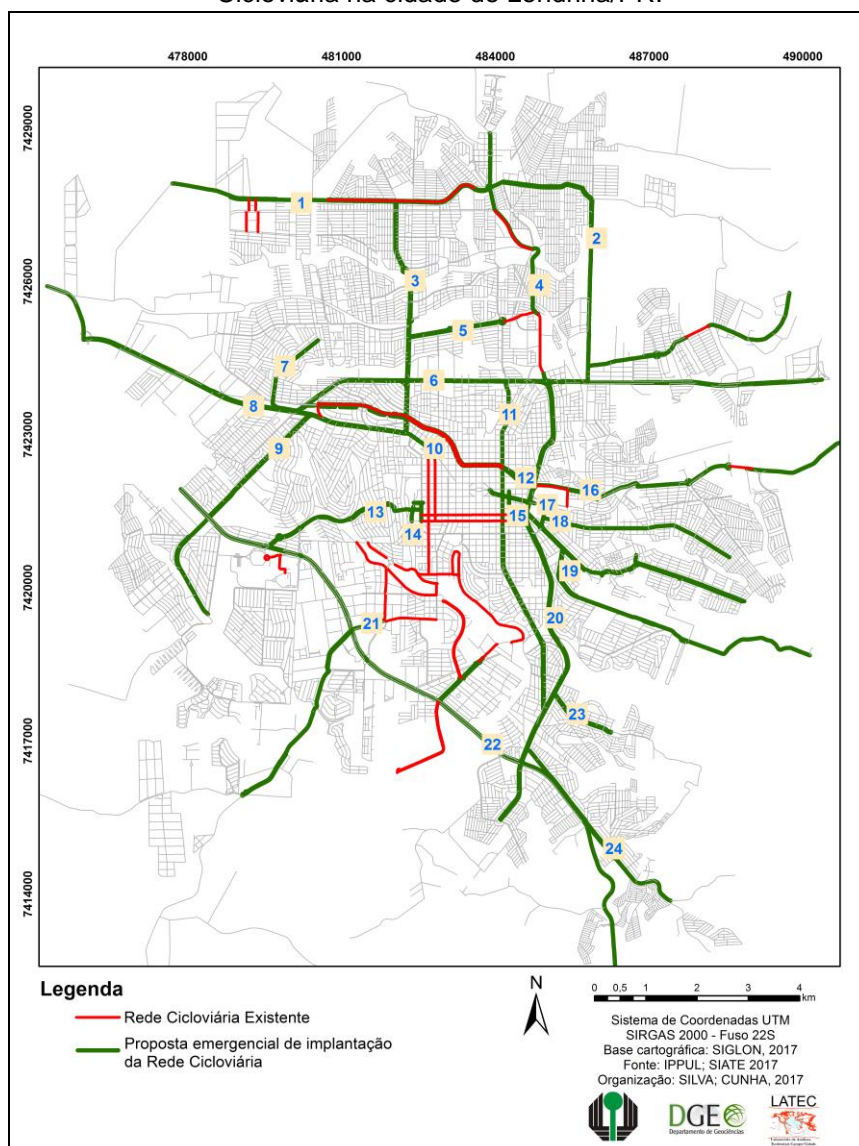 Cicloviária na cidade de Londrina/PR.
478000 481000 484000 487000 490000
7429000
7426000
7423000
7420000
7417000
7414000
1
2
3
4
5
6
7
8
9
10
11
12
13
14
15
16
17
18
19
20
21
22
23
24
Legenda
Rede Cicloviária Existente
Proposta emergencial de implantação
da Rede Cicloviária
N
0 0,5 1 2 3 4
km
Sistema de Coordenadas UTM
SIRGAS 2000 - Fuso 22S
Base cartográfica: SIGLON, 2017
Fonte: IPPUL; SIATE 2017
Organização: SILVA; CUNHA, 2017
DGEO
Departamento de Geociências
LATEC